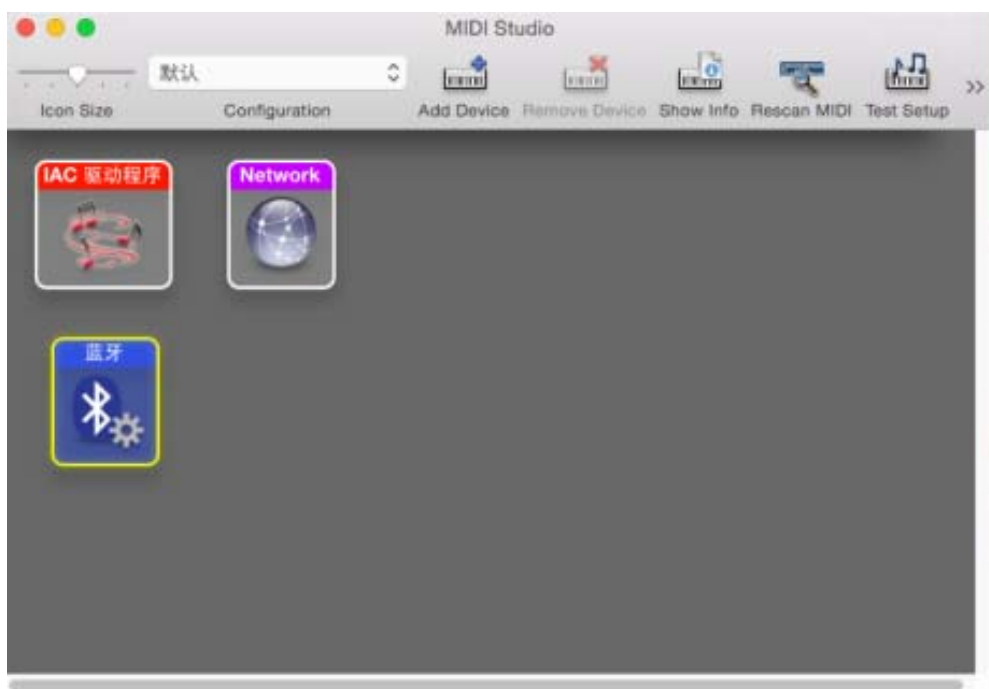 MIDI Studio
默认
Icon Size
Configuration
Add Device
Remove Device
Show Info
Rescan MIDI
Test Setup
IAC 驱动程序
Network
蓝牙